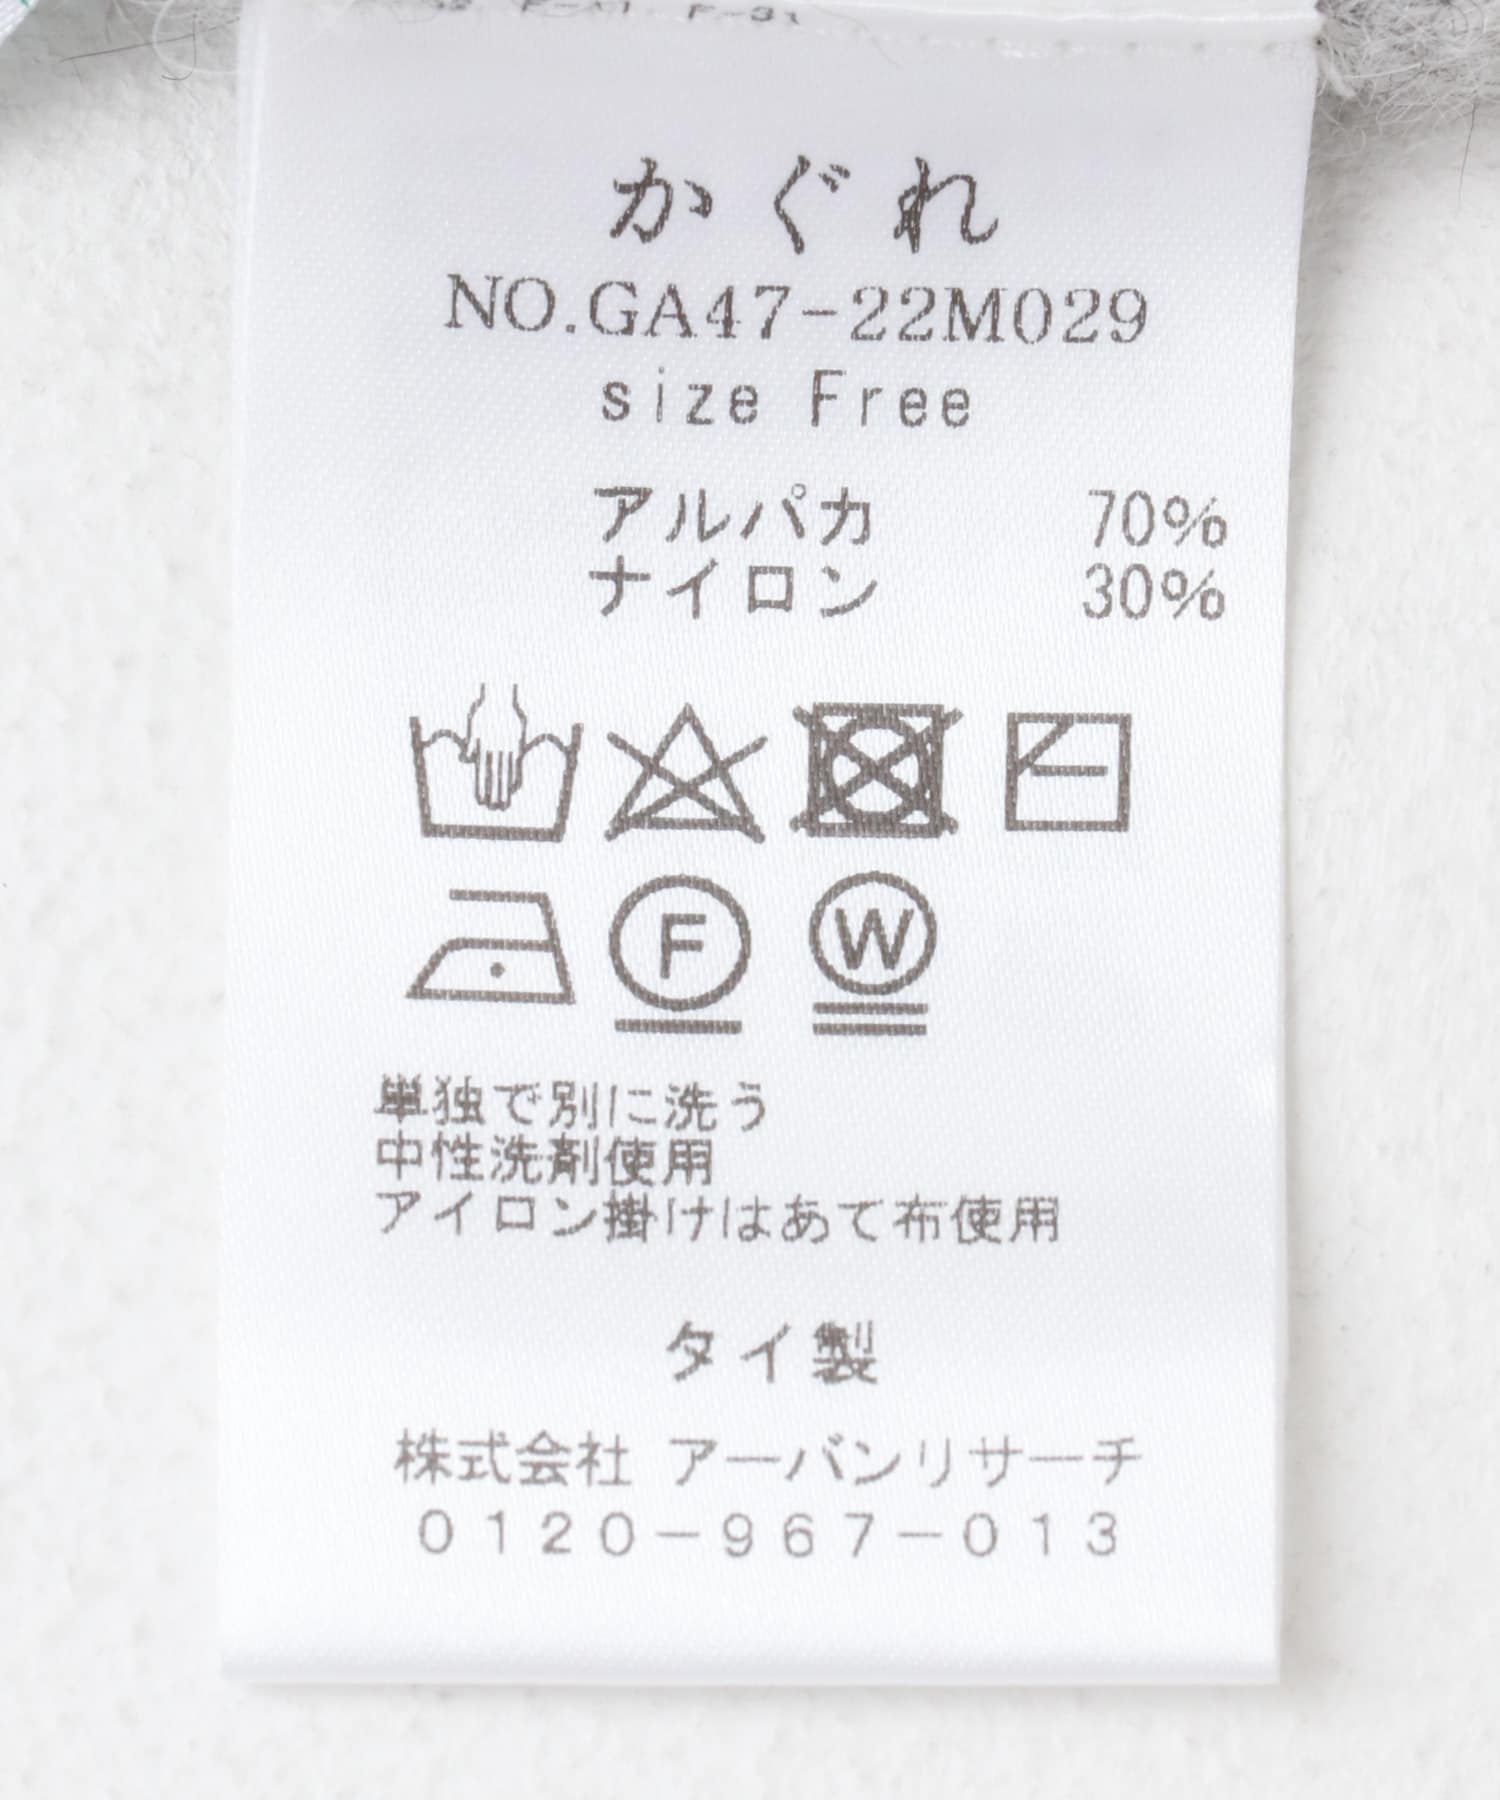 かぐれ
NO.GA47-22M029
size Free
アルパカ 70%
ナイロン 30%
F W
単独で別に洗う
中性洗剤使用
アイロン掛けはあて布使用
タイ製
株式会社 アーバンリサーチ
0120-967-013